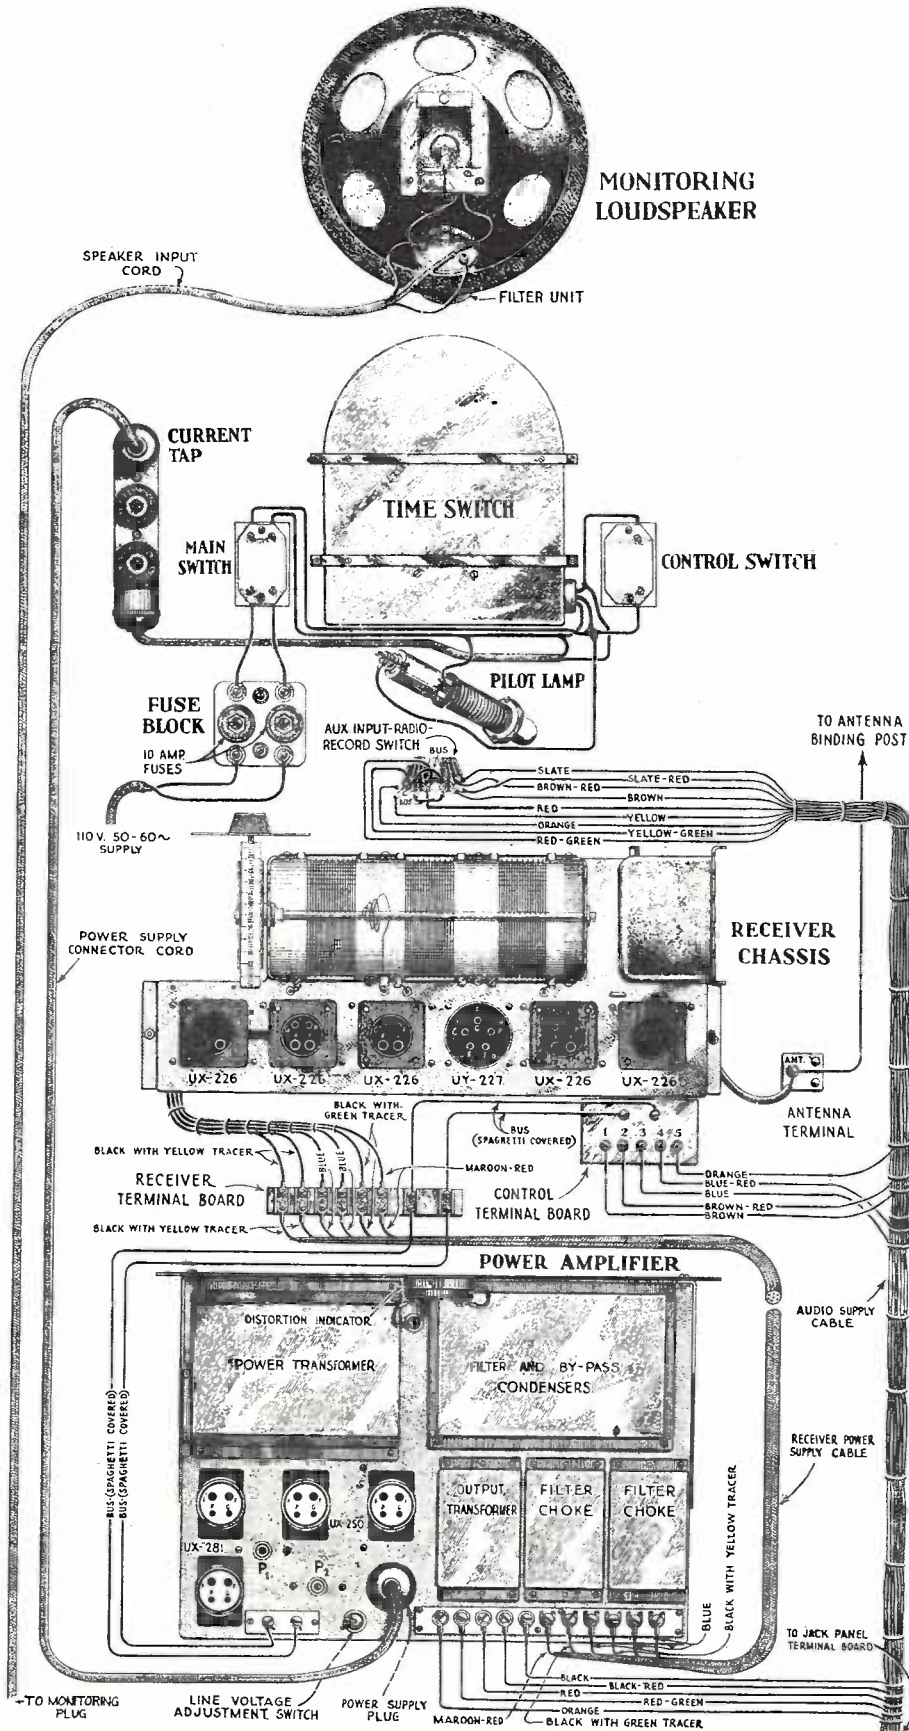 MONITORING
LOUDSPEAKER
SPEAKER INPUT
CORD
FILTER UNIT
CURRENT
TAP
TIME SWITCH
MAIN
SWITCH
CONTROL SWITCH
PILOT LAMP
FUSE
BLOCK
10 AMP.
FUSES
AUX. INPUT-RADIO-
RECORD SWITCH
BUS
BUS
TO ANTENNA
BINDING POST
SLATE
SLATE-RED
BROWN-RED
BROWN
RED
YELLOW
ORANGE
YELLOW-GREEN
RED-GREEN
110 V. 50-60~
SUPPLY
POWER SUPPLY
CONNECTOR CORD
RECEIVER
CHASSIS
UX-226
UX-226
UX-226
UY-227
UX-226
UX-226
ANT.
ANTENNA
TERMINAL
BLACK WITH
GREEN TRACER
BUS
(SPAGHETTI COVERED)
1 2 3 4 5
BLACK WITH YELLOW TRACER
BLUE
BLUE
MAROON-RED
RECEIVER
TERMINAL BOARD
CONTROL
TERMINAL BOARD
ORANGE
BLUE-RED
BLUE
BROWN-RED
BROWN
BLACK WITH YELLOW TRACER
POWER AMPLIFIER
AUDIO SUPPLY
CABLE
DISTORTION INDICATOR
POWER TRANSFORMER
FILTER AND BY-PASS
CONDENSERS
BUS-(SPAGHETTI COVERED)
BUS-(SPAGHETTI COVERED)
RECEIVER POWER
SUPPLY CABLE
OUTPUT
TRANSFORMER
FILTER
CHOKE
FILTER
CHOKE
UX-250
UX-281
P1
P2
BLUE
BLACK WITH YELLOW TRACER
TO JACK PANEL
TERMINAL BOARD
TO MONITORING
PLUG
LINE VOLTAGE
ADJUSTMENT SWITCH
POWER SUPPLY
PLUG
BLACK
BLACK-RED
RED
RED-GREEN
ORANGE
MAROON-RED
BLACK WITH GREEN TRACER